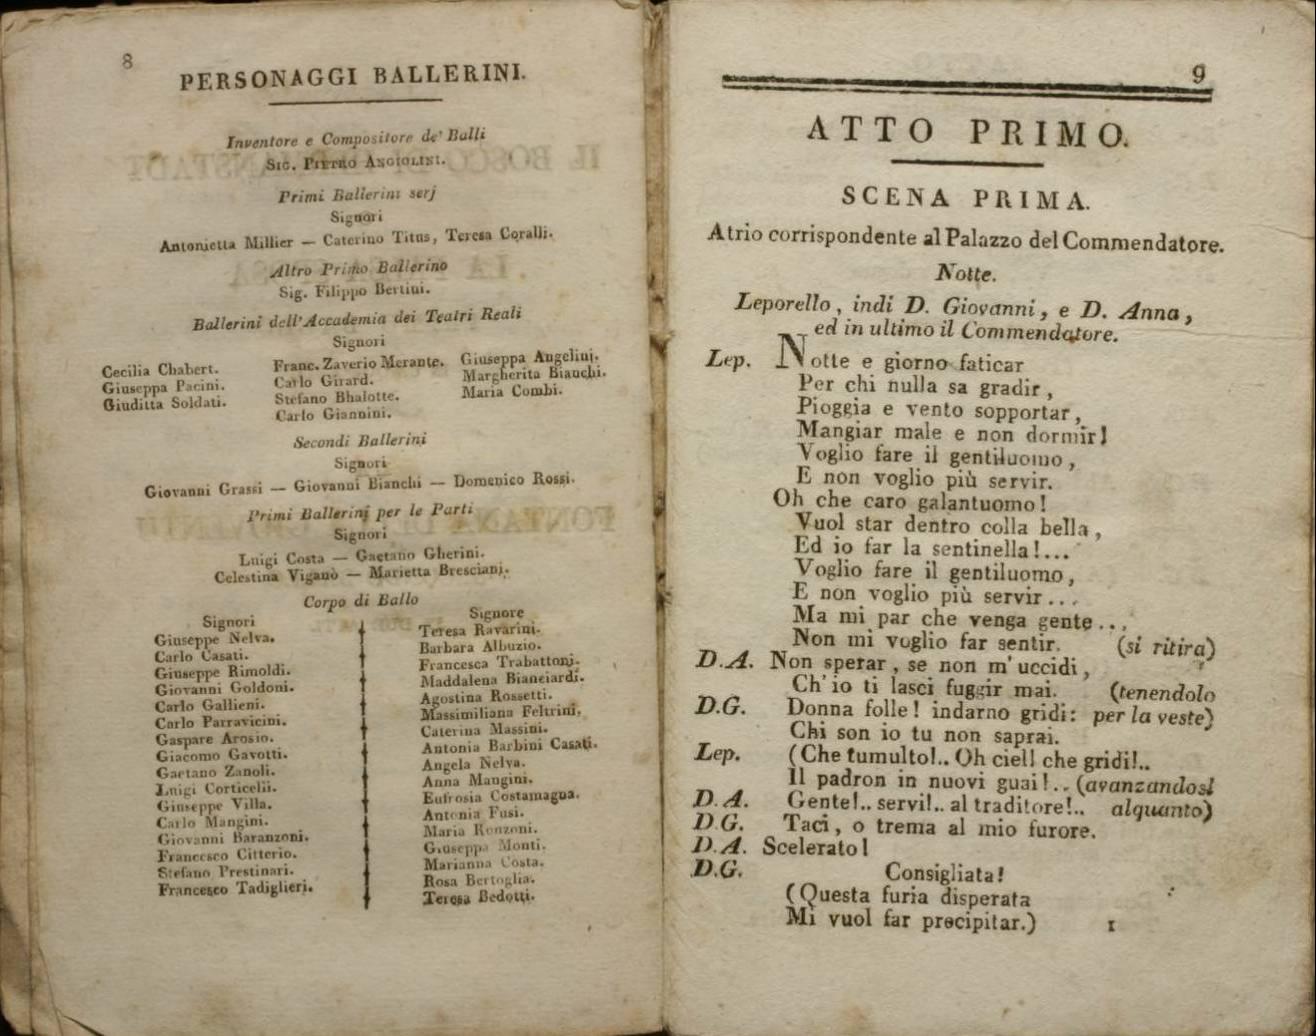 8
PERSONAGGI BALLERINI.
Inventore e Compositore de' Balli
SIG. PIETRO ANGIOLINI.
Primi Ballerini serj
Signori
Antonietta Millier — Caterino Titus, Teresa Coralli.
Altro Primo Ballerino
Sig. Filippo Bertini.
Ballerini dell'Accademia dei Teatri Reali
Signori
Cecilia Chabert.
Giuseppa Pacini.
Giuditta Soldati.
Franc. Zaverio Merante.
Carlo Girard.
Stefano Bhalotte.
Carlo Giannini.
Giuseppa Angelini.
Margherita Bianchi.
Maria Combi.
Secondi Ballerini
Signori
Giovanni Grassi — Giovanni Bianchi — Domenico Rossi.
Primi Ballerini per le Parti
Signori
Luigi Costa — Gaetano Gherini.
Celestina Viganò — Marietta Bresciani.
Corpo di Ballo
Signori
Giuseppe Nelva.
Carlo Casati.
Giuseppe Rimoldi.
Giovanni Goldoni.
Carlo Gallieni.
Carlo Parravicini.
Gaspare Arosio.
Giacomo Gavotti.
Gaetano Zanoli.
Luigi Corticelli.
Giuseppe Villa.
Carlo Mangini.
Giovanni Baranzoni.
Francesco Citterio.
Stefano Prestinari.
Francesco Tadiglieri.
Signore
Teresa Ravarini.
Barbara Albuzio.
Francesca Trabattoni.
Maddalena Bianciardi.
Agostina Rossetti.
Massimiliana Feltrini.
Caterina Massini.
Antonia Barbini Casati.
Angela Nelva.
Anna Mangini.
Eufrosia Costamagna.
Antonia Fusi.
Maria Ronzoni.
Giuseppa Monti.
Marianna Costa.
Rosa Bertoglia.
Teresa Bedotti.
9
ATTO PRIMO.
SCENA PRIMA.
Atrio corrispondente al Palazzo del Commendatore.
Notte.
Leporello, indi D. Giovanni, e D. Anna,
ed in ultimo il Commendatore.
Lep. Notte e giorno faticar
Per chi nulla sa gradir,
Pioggia e vento sopportar,
Mangiar male e non dormir!
Voglio fare il gentiluomo,
E non voglio più servir.
Oh che caro galantuomo!
Vuol star dentro colla bella,
Ed io far la sentinella!...
Voglio fare il gentiluomo,
E non voglio più servir...
Ma mi par che venga gente...
Non mi voglio far sentir. (si ritira)
D.A. Non sperar, se non m'uccidi,
Ch'io ti lasci fuggir mai. (tenendolo
D.G. Donna folle! indarno gridi: per la veste)
Chi son io tu non saprai.
Lep. (Che tumulto!.. Oh ciel! che gridi!..
Il padron in nuovi guai!.. (avanzandosi
D.A. Gente!.. servi!.. al traditore!.. alquanto)
D.G. Taci, o trema al mio furore.
D.A. Scelerato!
D.G. Consigliata!
(Questa furia disperata
Mi vuol far precipitar.) 1